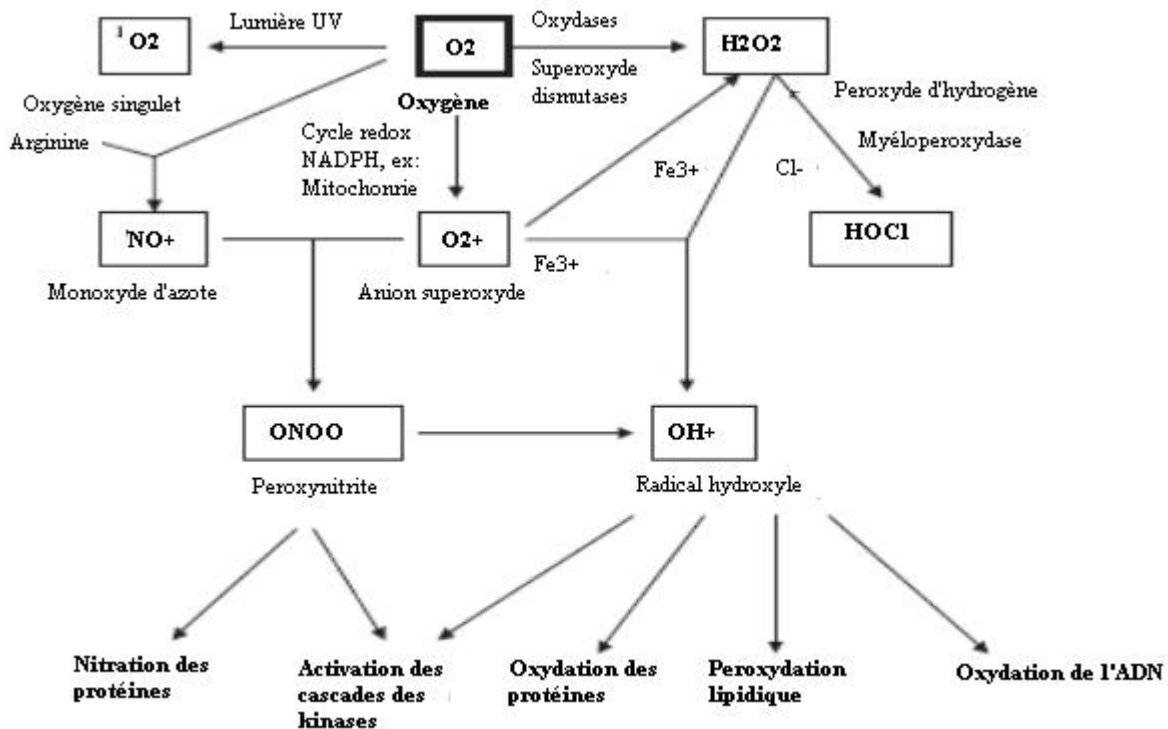 Lumière UV
Oxydases
¹O2
O2
H2O2
Superoxyde
dismutases
Peroxyde d'hydrogène
Oxygène singulet
Oxygène
Arginine
Cycle redox
NADPH, ex:
Mitochonrie
Myéloperoxydase
Fe3+
Cl-
'NO+
O2+
HOCl
Fe3+
Monoxyde d'azote
Anion superoxyde
ONOO
OH+
Peroxynitrite
Radical hydroxyle
Nitration des
protéines
Activation des
cascades des
kinases
Oxydation des
protéines
Peroxydation
lipidique
Oxydation de l'ADN